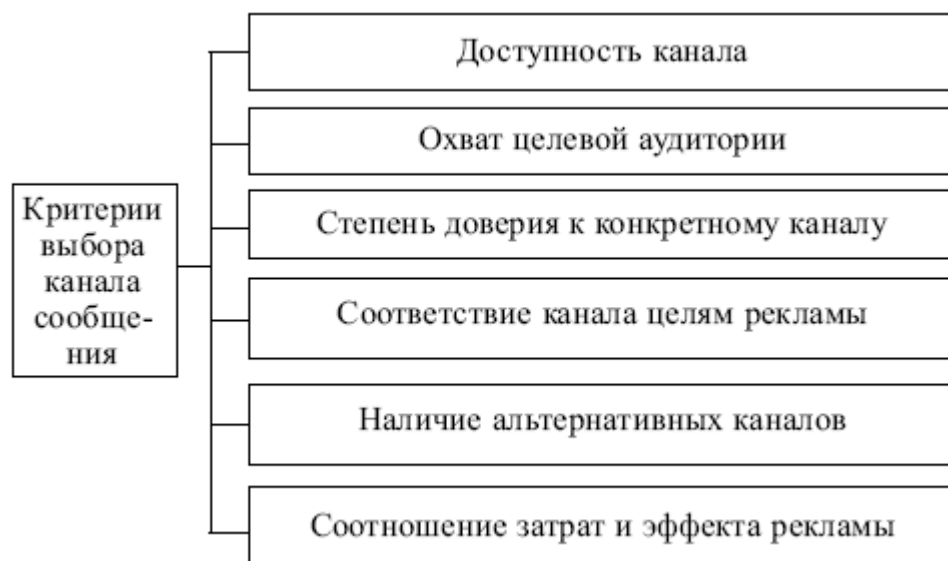 Доступность канала
Охват целевой аудитории
Критерии
выбора
канала
сообще-
ния
Степень доверия к конкретному каналу
Соответствие канала целям рекламы
Наличие альтернативных каналов
Соотношение затрат и эффекта рекламы